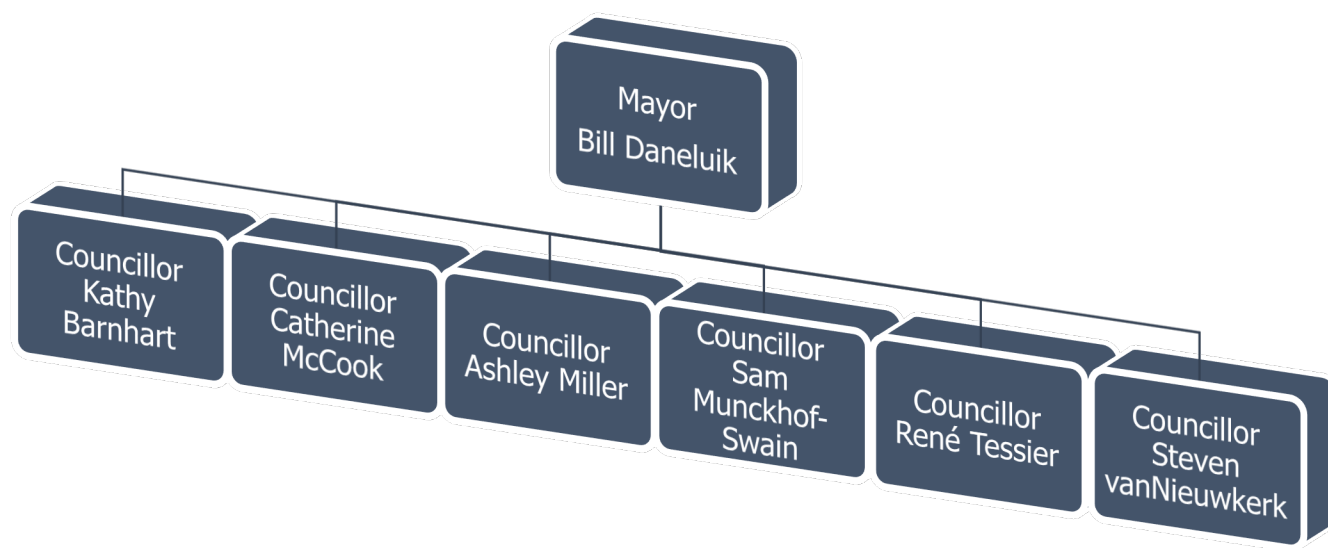 Mayor
Bill Daneluik
Councillor
Kathy
Barnhart
Councillor
Catherine
McCook
Councillor
Ashley Miller
Councillor
Sam
Munckhof-
Swain
Councillor
René Tessier
Councillor
Steven
vanNieuwkerk